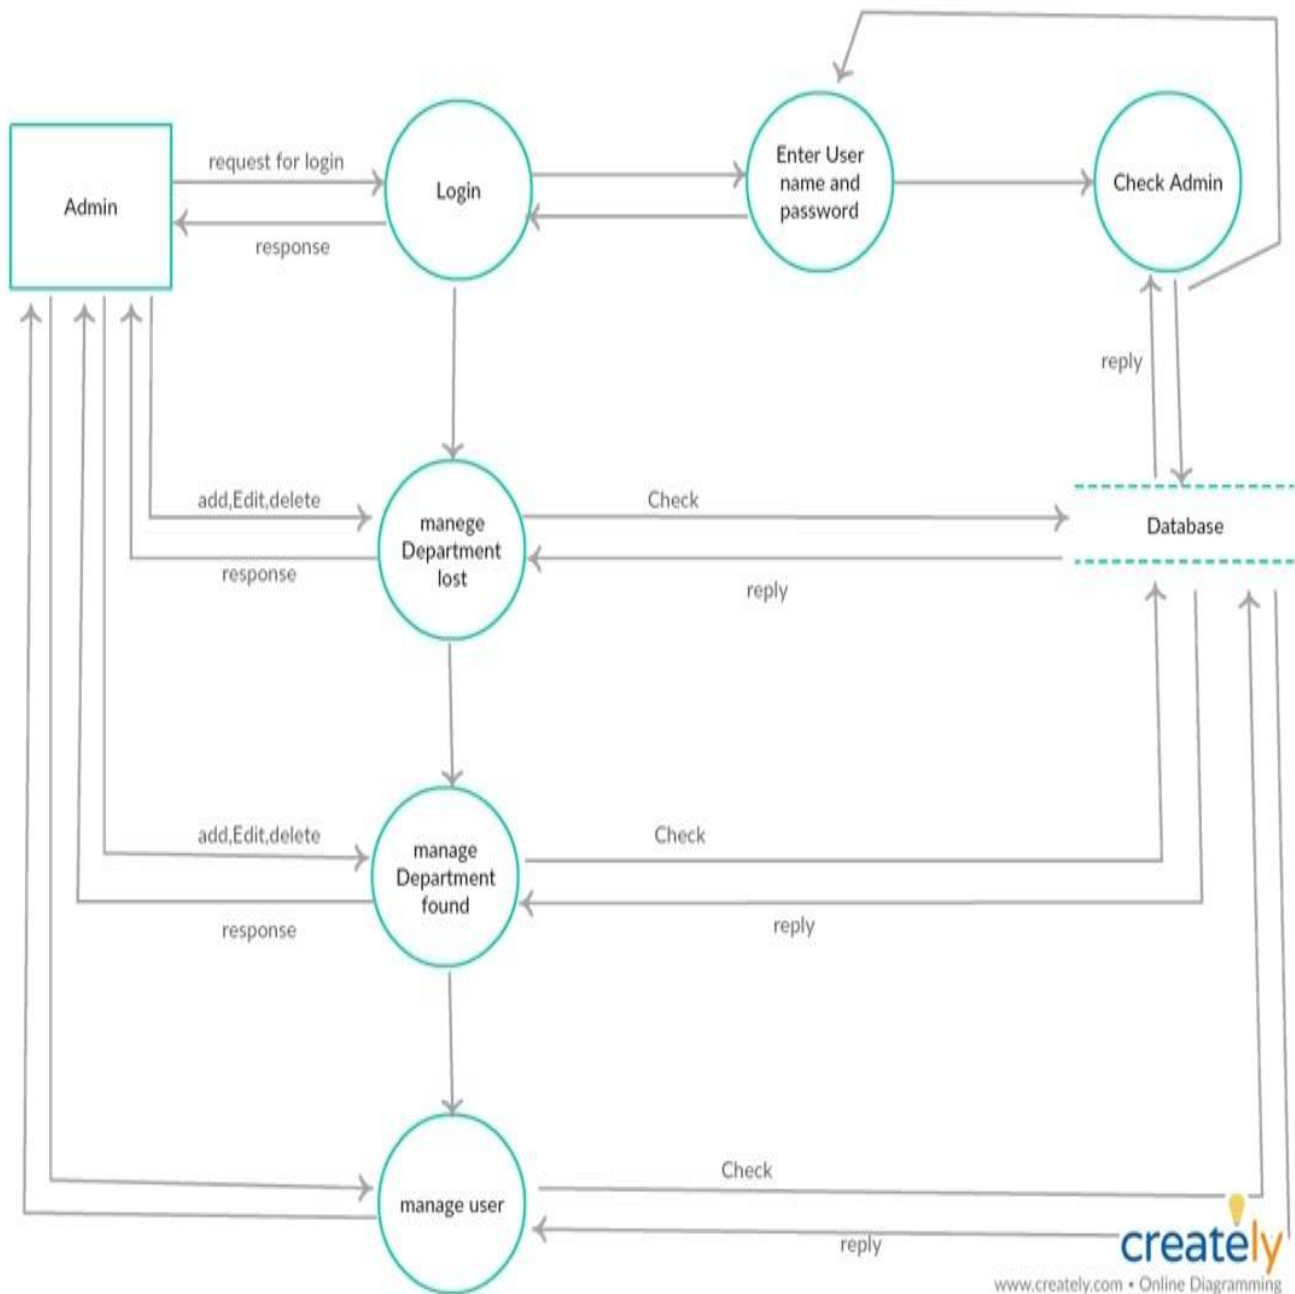 request for login
Admin
Login
Enter User
name and
password
Check Admin
response
reply
add,Edit,delete
manege
Department
lost
Check
Database
response
reply
add,Edit,delete
manage
Department
found
Check
response
reply
manage user
Check
reply
creately
www.creately.com • Online Diagramming